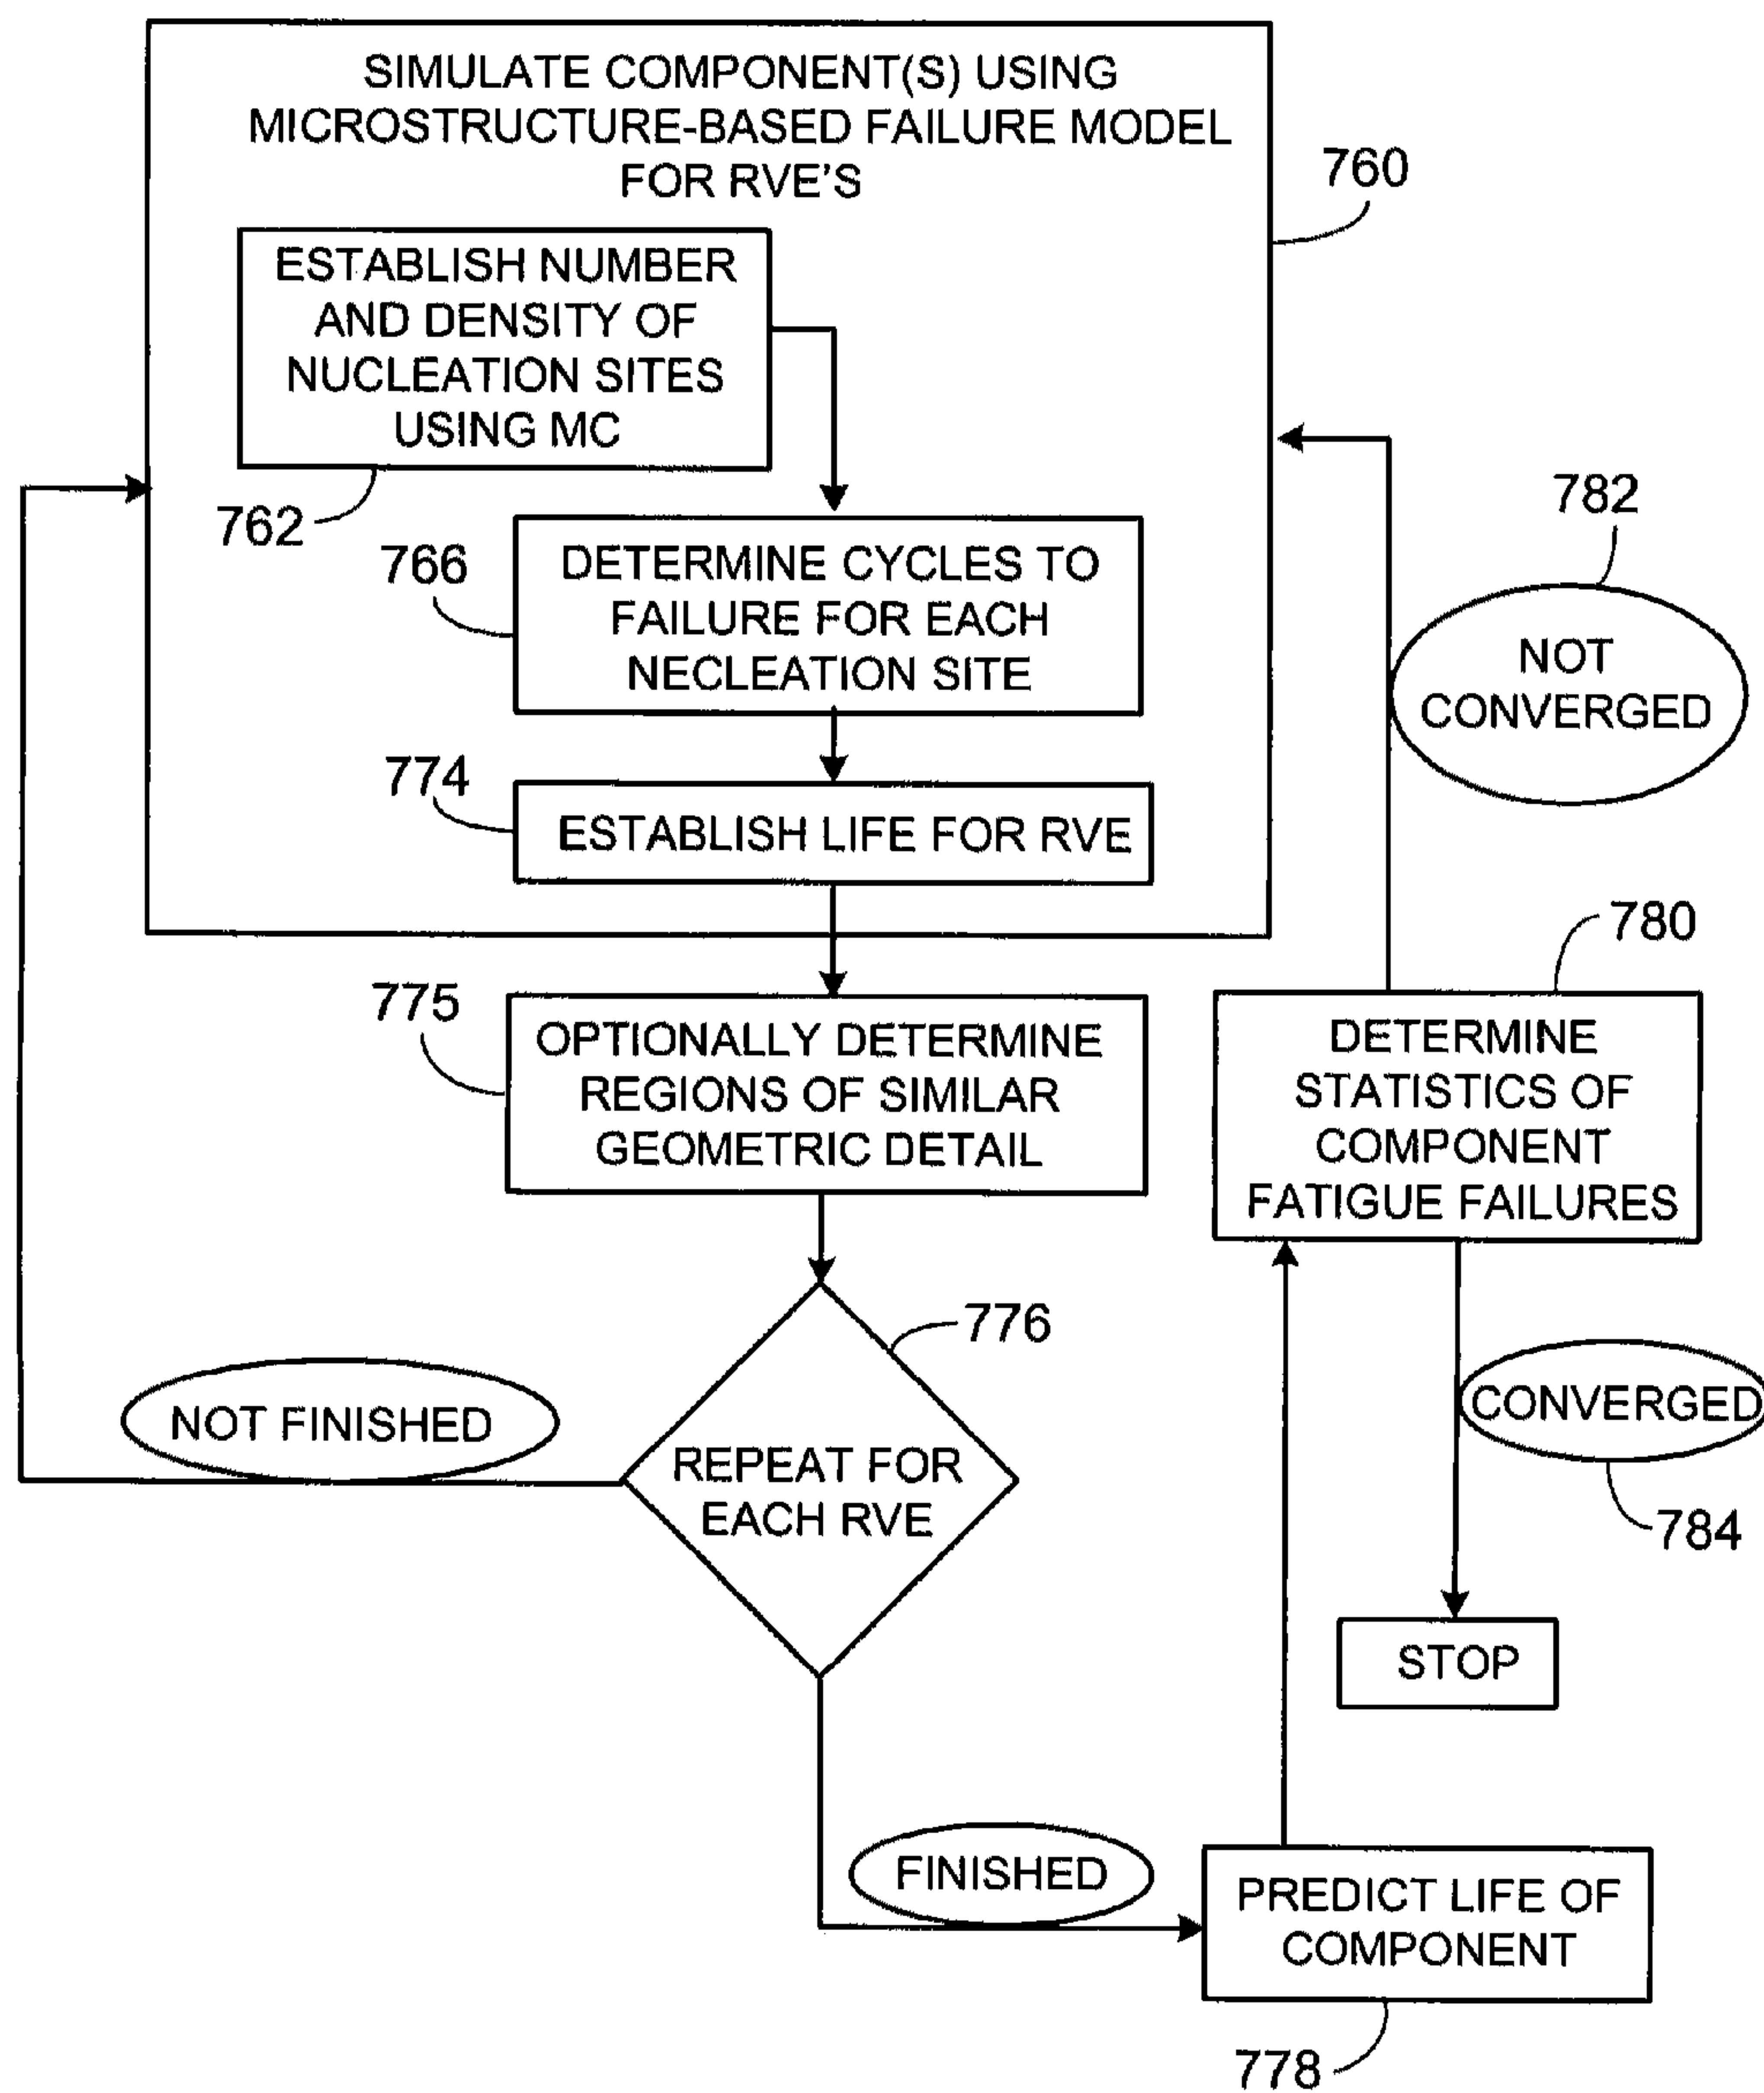 SIMULATE COMPONENT(S) USING
MICROSTRUCTURE-BASED FAILURE MODEL
FOR RVE'S
760
ESTABLISH NUMBER
AND DENSITY OF
NUCLEATION SITES
USING MC
762
766
DETERMINE CYCLES TO
FAILURE FOR EACH
NECLEATION SITE
782
NOT
CONVERGED
774
ESTABLISH LIFE FOR RVE
780
775
OPTIONALLY DETERMINE
REGIONS OF SIMILAR
GEOMETRIC DETAIL
DETERMINE
STATISTICS OF
COMPONENT
FATIGUE FAILURES
776
NOT FINISHED
REPEAT FOR
EACH RVE
CONVERGED
784
STOP
FINISHED
PREDICT LIFE OF
COMPONENT
778